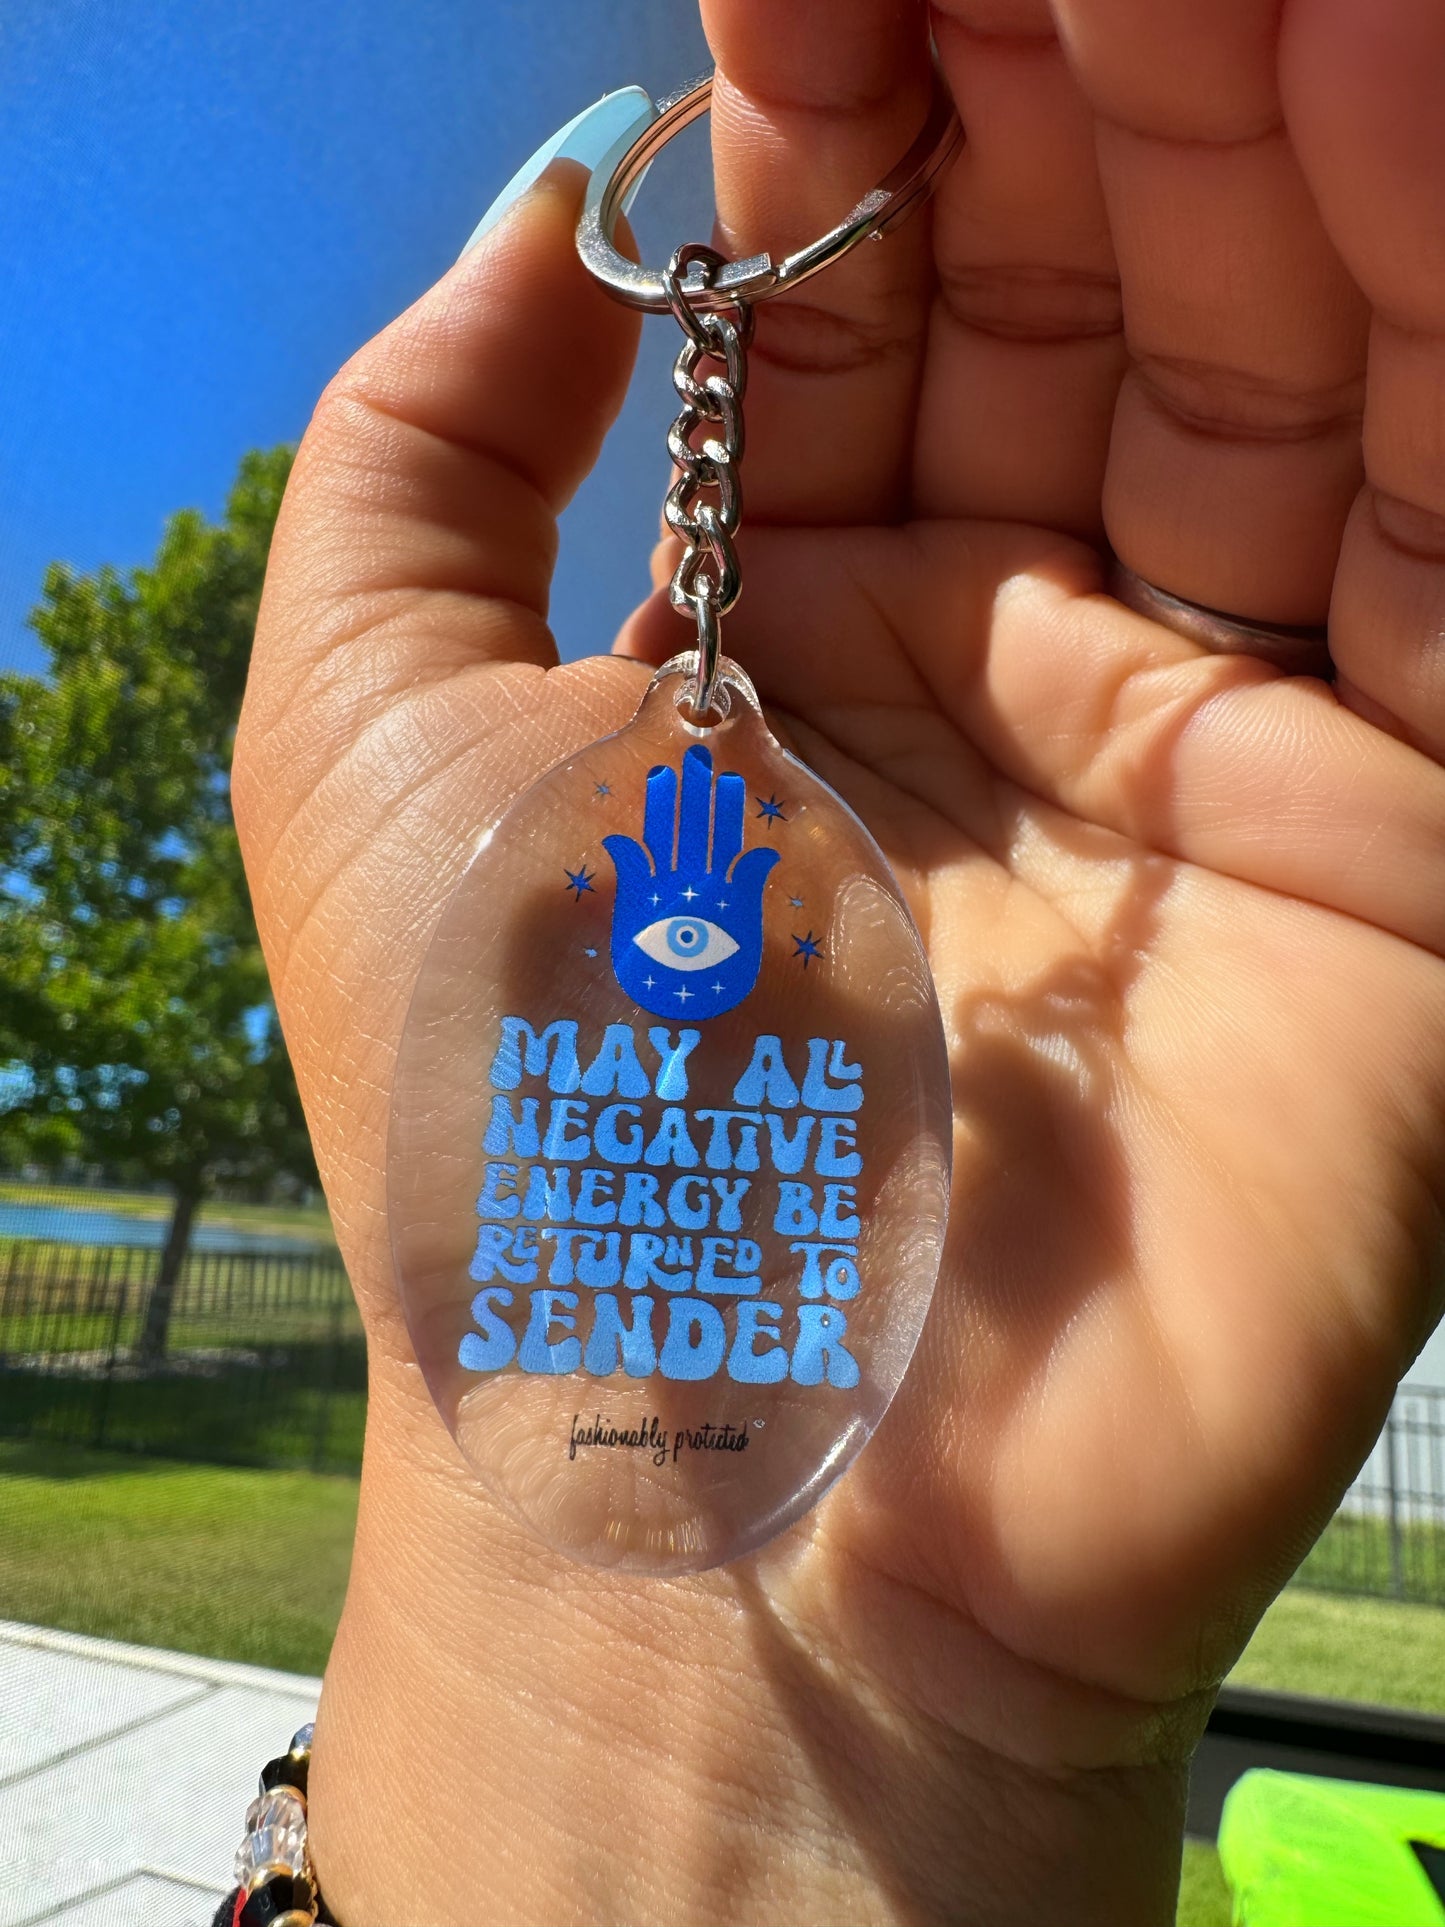 MAY ALL
NEGATIVE
ENERGY BE
RETURNED TO
SENDER
fashionably protected